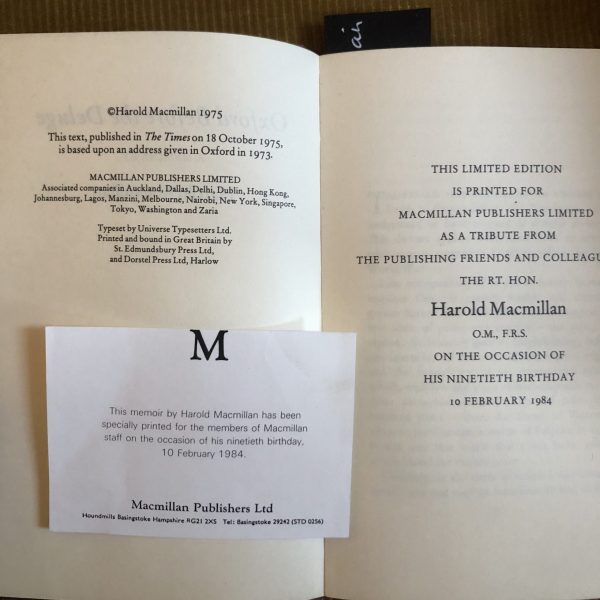 ©Harold Macmillan 1975
This text, published in The Times on 18 October 1975,
is based upon an address given in Oxford in 1973.
MACMILLAN PUBLISHERS LIMITED
Associated companies in Auckland, Dallas, Delhi, Dublin, Hong Kong,
Johannesburg, Lagos, Manzini, Melbourne, Nairobi, New York, Singapore,
Tokyo, Washington and Zaria
Typeset by Universe Typesetters Ltd.
Printed and bound in Great Britain by
St. Edmundsbury Press Ltd,
and Dorstel Press Ltd, Harlow
M
This memoir by Harold Macmillan has been
specially printed for the members of Macmillan
staff on the occasion of his ninetieth birthday,
10 February 1984.
Macmillan Publishers Ltd
Houndmills Basingstoke Hampshire RG21 2XS Tel: Basingstoke 29242 (STD 0256)
THIS LIMITED EDITION
IS PRINTED FOR
MACMILLAN PUBLISHERS LIMITED
AS A TRIBUTE FROM
THE PUBLISHING FRIENDS AND COLLEAGU
THE RT. HON.
Harold Macmillan
O.M., F.R.S.
ON THE OCCASION OF
HIS NINETIETH BIRTHDAY
10 FEBRUARY 1984